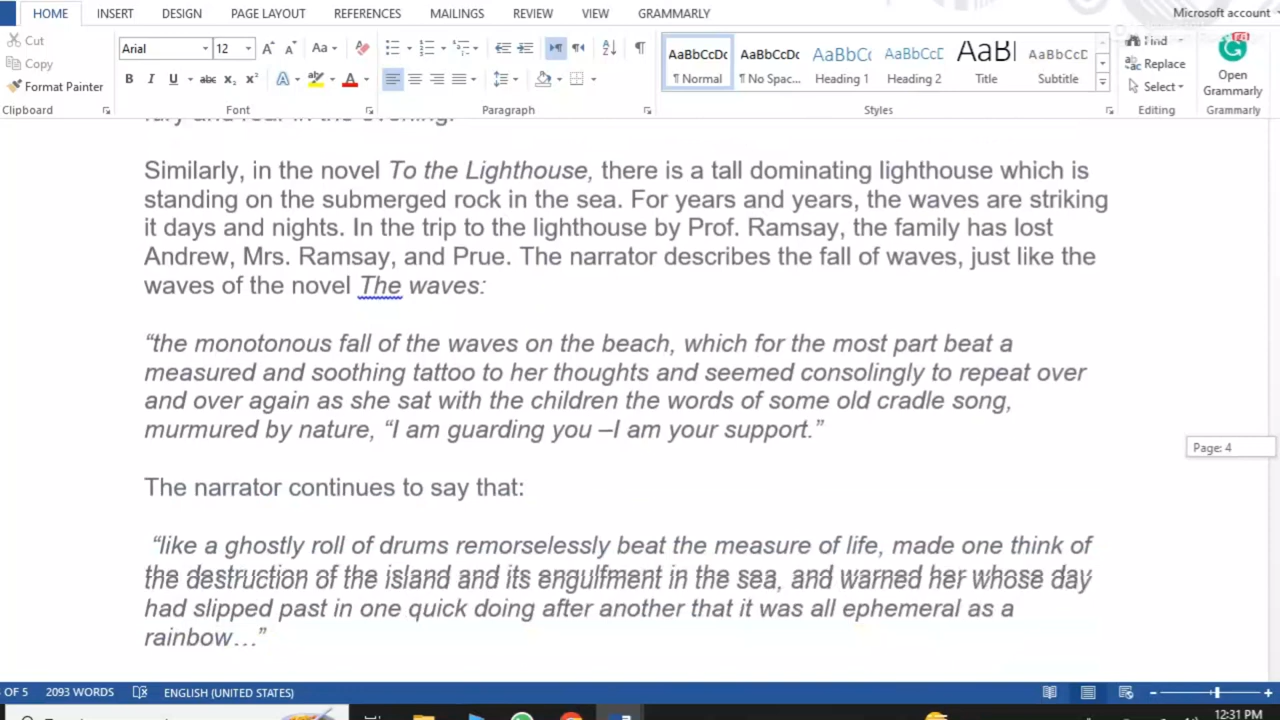 HOME INSERT DESIGN PAGE LAYOUT REFERENCES MAILINGS REVIEW VIEW GRAMMARLY Microsoft account
Cut
Copy
Format Painter
Clipboard
Arial 12
Font
Paragraph
AaBbCcDc AaBbCcDc AaBbC AaBbCcD AaB AaBbCcD
¶ Normal ¶ No Spac... Heading 1 Heading 2 Title Subtitle
Styles
Find
Replace
Select
Editing
Open
Grammarly
Grammarly
Similarly, in the novel To the Lighthouse, there is a tall dominating lighthouse which is
standing on the submerged rock in the sea. For years and years, the waves are striking
it days and nights. In the trip to the lighthouse by Prof. Ramsay, the family has lost
Andrew, Mrs. Ramsay, and Prue. The narrator describes the fall of waves, just like the
waves of the novel The waves:
“the monotonous fall of the waves on the beach, which for the most part beat a
measured and soothing tattoo to her thoughts and seemed consolingly to repeat over
and over again as she sat with the children the words of some old cradle song,
murmured by nature, “I am guarding you –I am your support.”
Page: 4
The narrator continues to say that:
“like a ghostly roll of drums remorselessly beat the measure of life, made one think of
the destruction of the island and its engulfment in the sea, and warned her whose day
had slipped past in one quick doing after another that it was all ephemeral as a
rainbow…”
OF 5 2093 WORDS ENGLISH (UNITED STATES)
12:31 PM